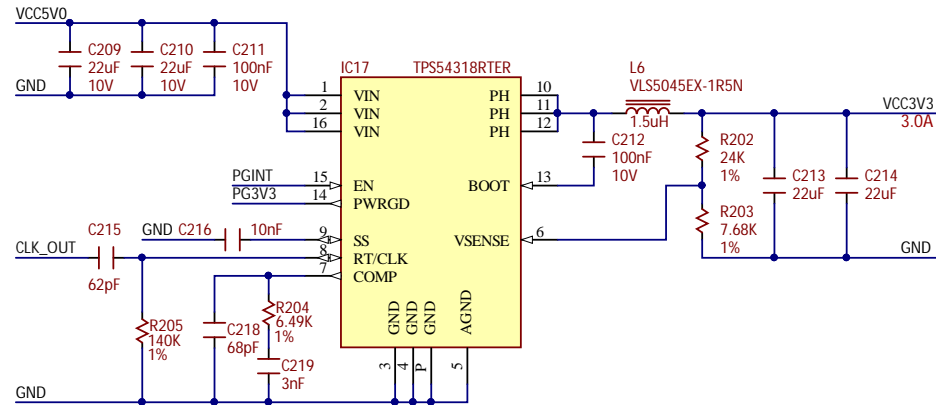 VCC5V0
C209
22uF
10V
C210
22uF
10V
C211
100nF
10V
GND
IC17
TPS54318RTER
1
VIN
2
VIN
16
VIN
PH
10
PH
11
PH
12
L6
VLS5045EX-1R5N
1.5uH
VCC3V3
3.0A
C212
100nF
10V
R202
24K
1%
C213
22uF
C214
22uF
PGINT
15
EN
PG3V3
14
PWRGD
BOOT
13
R203
7.68K
1%
VSENSE
6
GND
GND
C216
10nF
9
SS
C215
CLK_OUT
62pF
8
RT/CLK
7
COMP
R205
140K
1%
C218
68pF
R204
6.49K
1%
C219
3nF
GND
GND
GND
AGND
3
4
P
5
GND